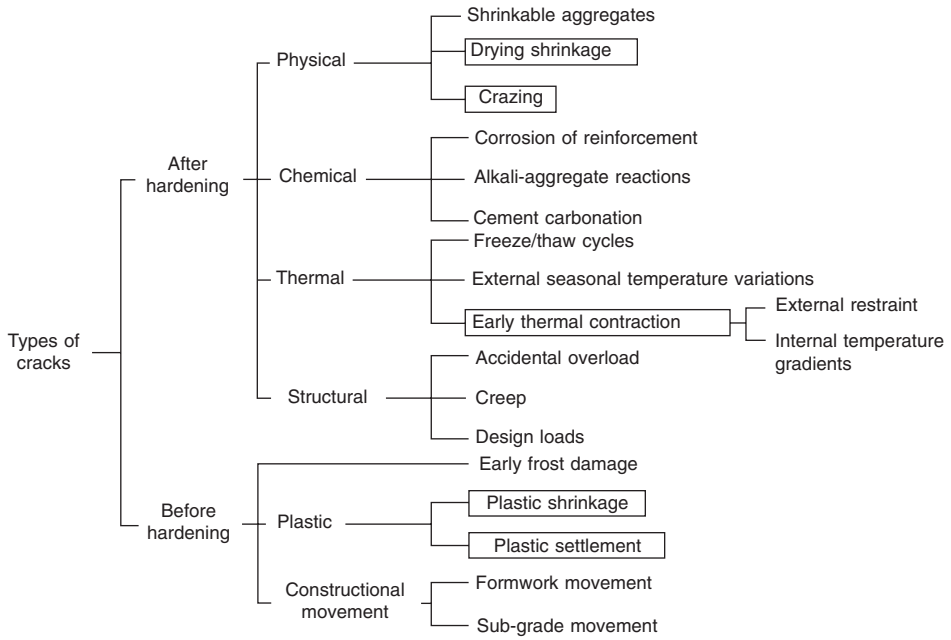 Types of
cracks
After
hardening
Physical
Shrinkable aggregates
Drying shrinkage
Crazing
Chemical
Corrosion of reinforcement
Alkali-aggregate reactions
Cement carbonation
Thermal
Freeze/thaw cycles
External seasonal temperature variations
Early thermal contraction
External restraint
Internal temperature
gradients
Structural
Accidental overload
Creep
Design loads
Before
hardening
Early frost damage
Plastic
Plastic shrinkage
Plastic settlement
Constructional
movement
Formwork movement
Sub-grade movement